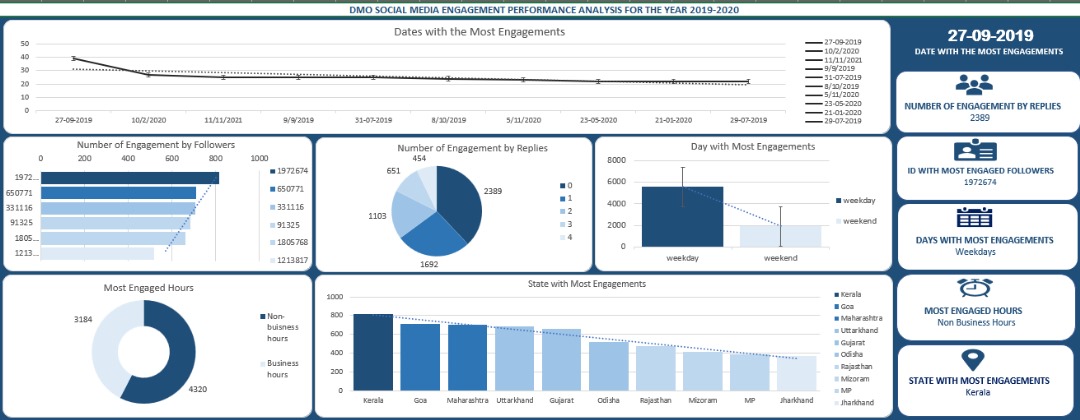 DMO SOCIAL MEDIA ENGAGEMENT PERFORMANCE ANALYSIS FOR THE YEAR 2019-2020
Dates with the Most Engagements
50
40
30
20
10
0
27-09-2019 10/2/2020 11/11/2021 9/9/2019 31-07-2019 8/10/2019 5/11/2020 23-05-2020 21-01-2020 29-07-2019
27-09-2019
10/2/2020
11/11/2021
9/9/2019
31-07-2019
8/10/2019
5/11/2020
23-05-2020
21-01-2020
29-07-2019
27-09-2019
DATE WITH THE MOST ENGAGEMENTS
NUMBER OF ENGAGEMENT BY REPLIES
2389
ID WITH MOST ENGAGED FOLLOWERS
1972674
DAYS WITH MOST ENGAGEMENTS
Weekdays
MOST ENGAGED HOURS
Non Business Hours
STATE WITH MOST ENGAGEMENTS
Kerala
Number of Engagement by Followers
0 200 400 600 800 1000
1972...
650771
331116
91325
1805...
1213...
1972674
650771
331116
91325
1805768
1213817
Number of Engagement by Replies
454
651
2389
1103
1692
0
1
2
3
4
Day with Most Engagements
8000
6000
4000
2000
0
weekday weekend
weekday
weekend
Most Engaged Hours
3184
4320
Non-
buisness
hours
Business
hours
State with Most Engagements
1000
800
600
400
200
0
Kerala Goa Maharashtra Uttarkhand Gujarat Odisha Rajasthan Mizoram MP Jharkhand
Kerala
Goa
Maharashtra
Uttarkhand
Gujarat
Odisha
Rajasthan
Mizoram
MP
Jharkhand